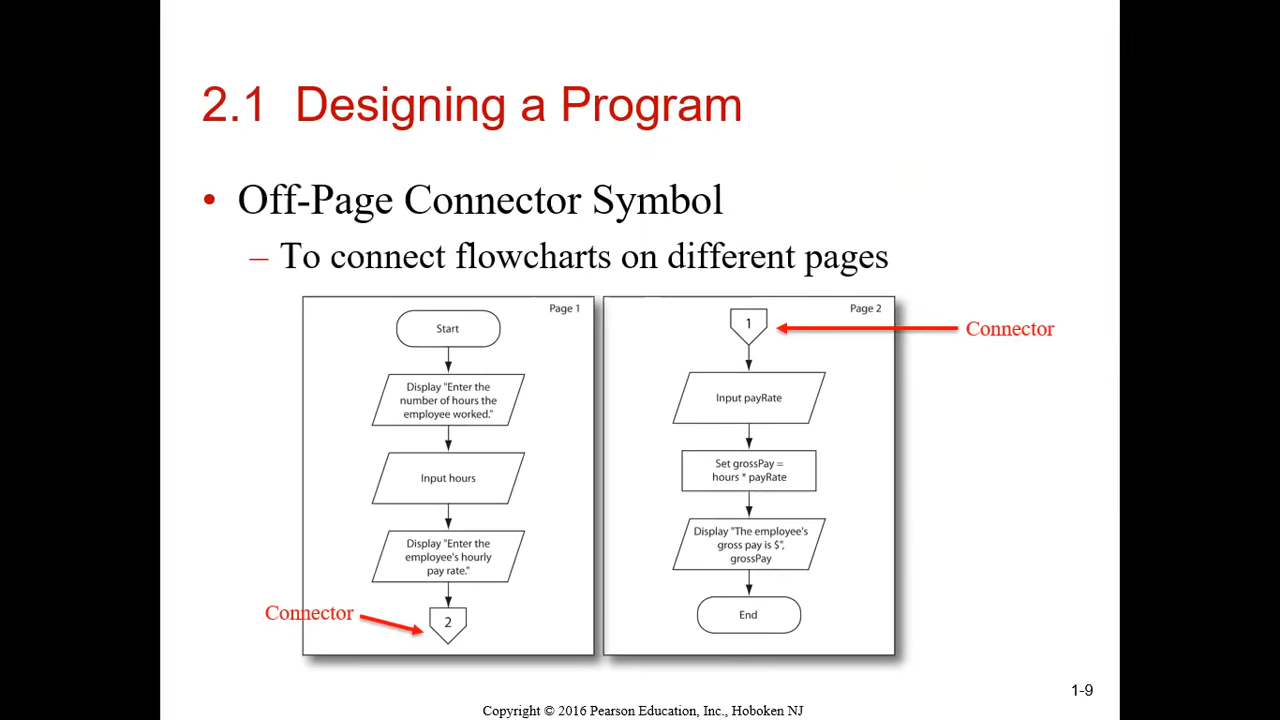 2.1 Designing a Program
• Off-Page Connector Symbol
– To connect flowcharts on different pages
Page 1
Start
Display "Enter the
number of hours the
employee worked."
Input hours
Display "Enter the
employee's hourly
pay rate."
Connector
2
Page 2
1
Connector
Input payRate
Set grossPay =
hours * payRate
Display "The employee's
gross pay is $",
grossPay
End
1-9
Copyright © 2016 Pearson Education, Inc., Hoboken NJ